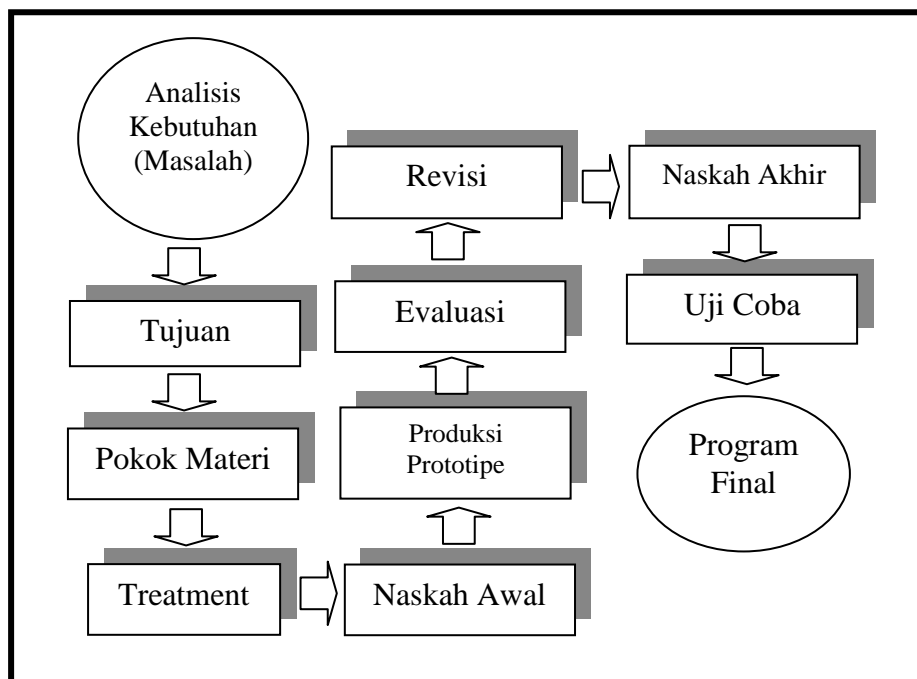 Analisis
Kebutuhan
(Masalah)
Tujuan
Pokok Materi
Treatment
Naskah Awal
Produksi
Prototipe
Evaluasi
Revisi
Naskah Akhir
Uji Coba
Program
Final